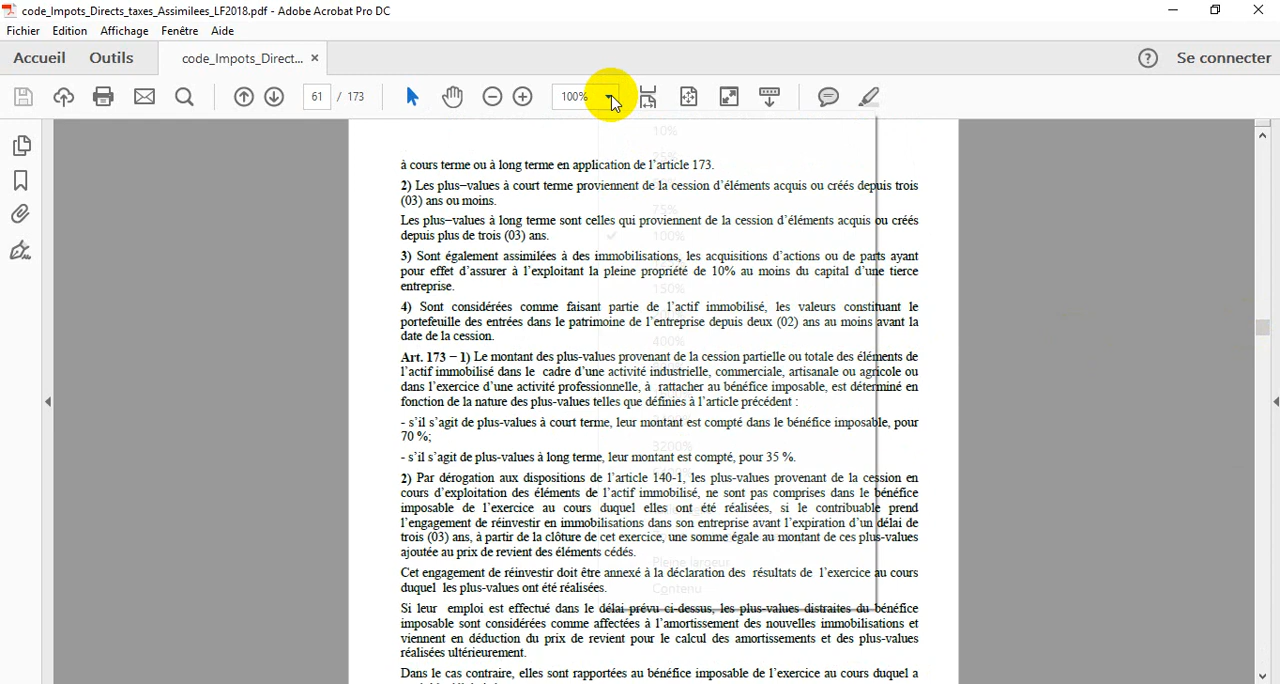 code_Impots_Directs_taxes_Assimilees_LF2018.pdf - Adobe Acrobat Pro DC
Fichier Edition Affichage Fenêtre Aide
Accueil Outils code_Impots_Direct... × Se connecter
61 / 173 100%
à cours terme ou à long terme en application de l'article 173.
2) Les plus–values à court terme proviennent de la cession d'éléments acquis ou créés depuis trois
(03) ans ou moins.
Les plus–values à long terme sont celles qui proviennent de la cession d'éléments acquis ou créés
depuis plus de trois (03) ans.
3) Sont également assimilées à des immobilisations, les acquisitions d'actions ou de parts ayant
pour effet d'assurer à l'exploitant la pleine propriété de 10% au moins du capital d'une tierce
entreprise.
4) Sont considérées comme faisant partie de l'actif immobilisé, les valeurs constituant le
portefeuille des entrées dans le patrimoine de l'entreprise depuis deux (02) ans au moins avant la
date de la cession.
Art. 173 – 1) Le montant des plus-values provenant de la cession partielle ou totale des éléments de
l'actif immobilisé dans le cadre d'une activité industrielle, commerciale, artisanale ou agricole ou
dans l'exercice d'une activité professionnelle, à rattacher au bénéfice imposable, est déterminé en
fonction de la nature des plus-values telles que définies à l'article précédent :
- s'il s'agit de plus-values à court terme, leur montant est compté dans le bénéfice imposable, pour
70 %;
- s'il s'agit de plus-values à long terme, leur montant est compté, pour 35 %.
2) Par dérogation aux dispositions de l'article 140-1, les plus-values provenant de la cession en
cours d'exploitation des éléments de l'actif immobilisé, ne sont pas comprises dans le bénéfice
imposable de l'exercice au cours duquel elles ont été réalisées, si le contribuable prend
l'engagement de réinvestir en immobilisations dans son entreprise avant l'expiration d'un délai de
trois (03) ans, à partir de la clôture de cet exercice, une somme égale au montant de ces plus-values
ajoutée au prix de revient des éléments cédés.
Cet engagement de réinvestir doit être annexé à la déclaration des résultats de l'exercice au cours
duquel les plus-values ont été réalisées.
Si leur emploi est effectué dans le délai prévu ci-dessus, les plus-values distraites du bénéfice
imposable sont considérées comme affectées à l'amortissement des nouvelles immobilisations et
viennent en déduction du prix de revient pour le calcul des amortissements et des plus-values
réalisées ultérieurement.
Dans le cas contraire, elles sont rapportées au bénéfice imposable de l'exercice au cours duquel a
10%
75%
100%
150%
400%
3200%
Pleine largeur
Contenu